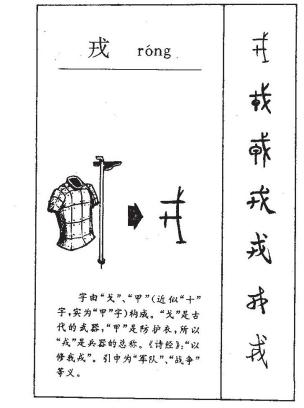 戎 róng
字由“戈”、“甲”(近似“十”
字,实为“甲”字)构成。“戈”是古
代的武器,“甲”是防护衣,所以
“戎”是兵器的总称。《诗经》:“以
修我戎”。引申为“军队”、“战争”
等义。